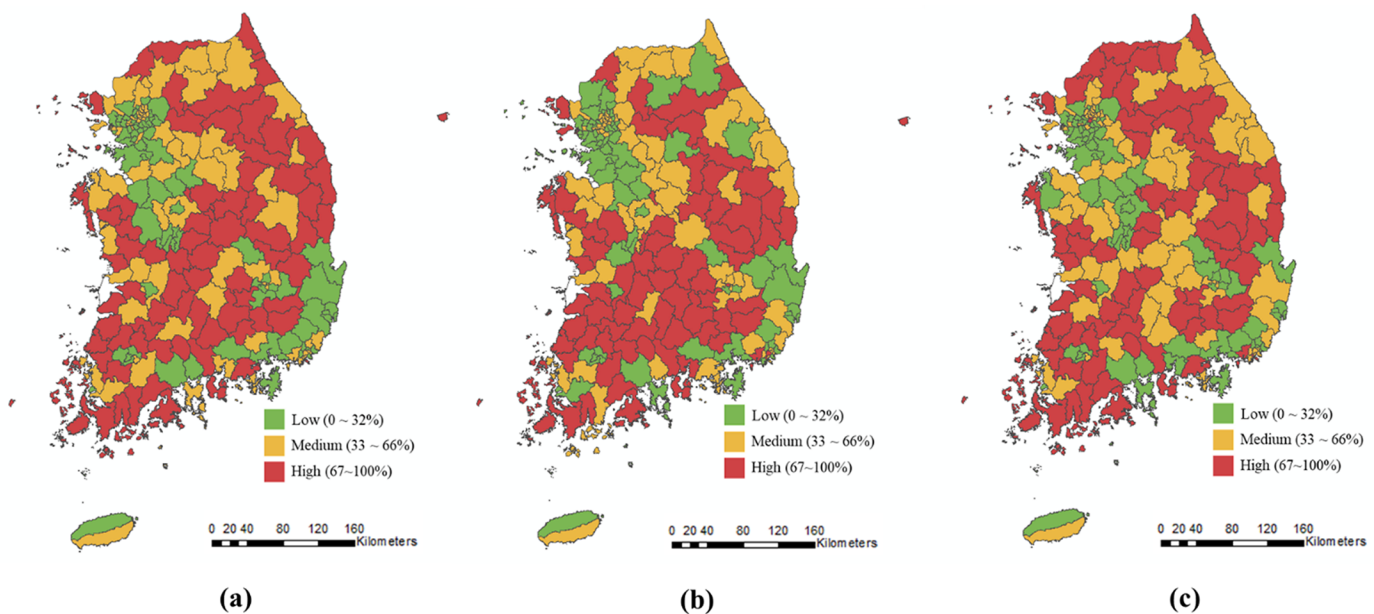 Low (0 ~ 32%)
Medium (33 ~ 66%)
High (67~100%)
0 20 40 80 120 160
Kilometers
(a)
Low (0 ~ 32%)
Medium (33 ~ 66%)
High (67~100%)
0 20 40 80 120 160
Kilometers
(b)
Low (0 ~ 32%)
Medium (33 ~ 66%)
High (67~100%)
0 20 40 80 120 160
Kilometers
(c)